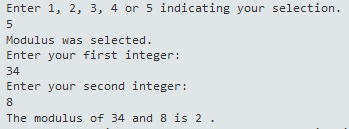 Enter 1, 2, 3, 4 or 5 indicating your selection.
5
Modulus was selected.
Enter your first integer:
34
Enter your second integer:
8
The modulus of 34 and 8 is 2 .